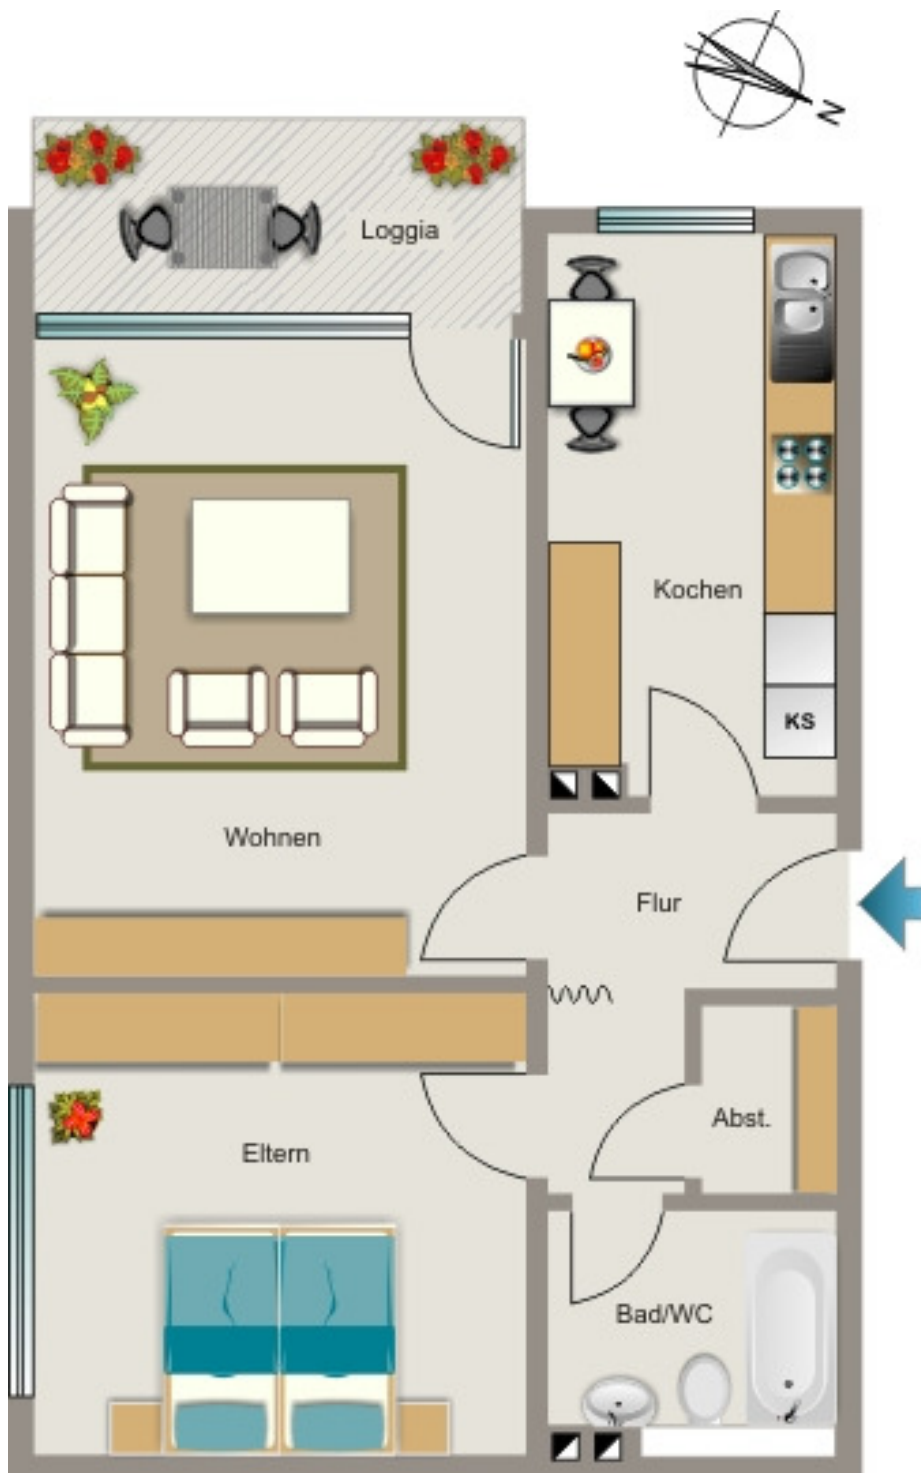 N
Loggia
Kochen
KS
Wohnen
Flur
Abst.
Eltern
Bad/WC